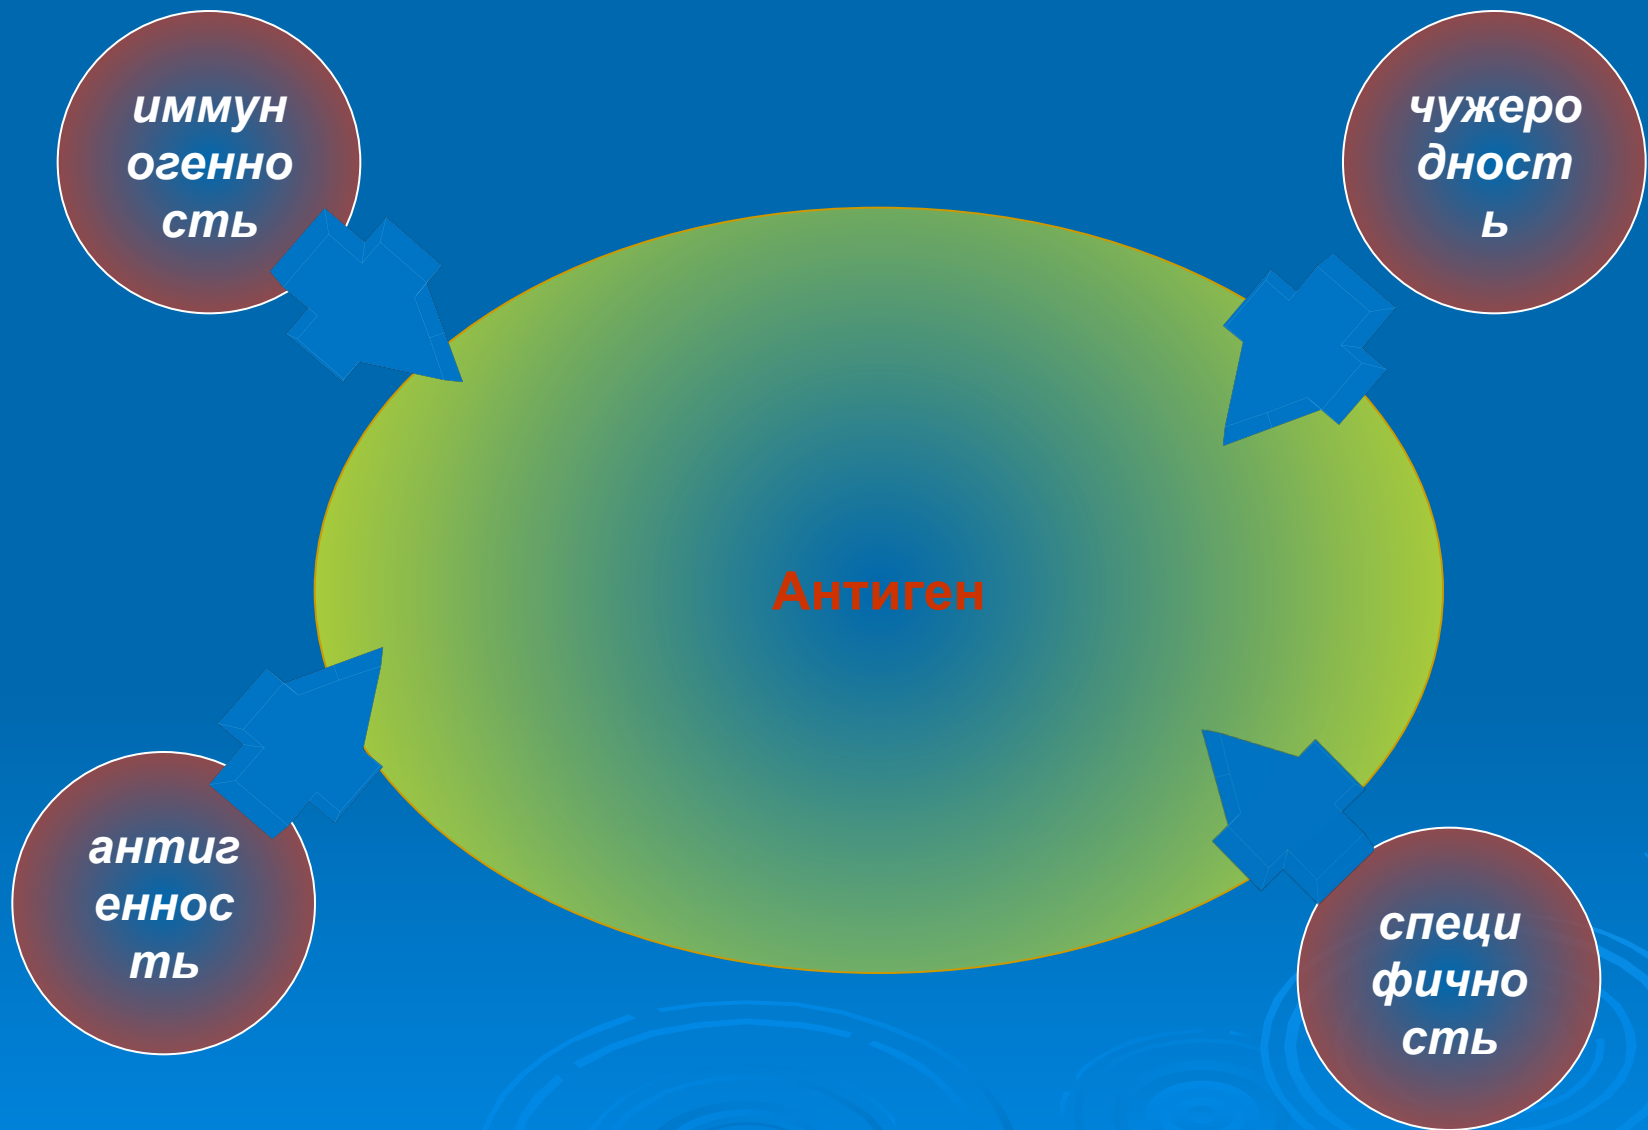 иммун
огенно
сть
чужеро
дност
ь
Антиген
антиг
еннос
ть
специ
фично
сть